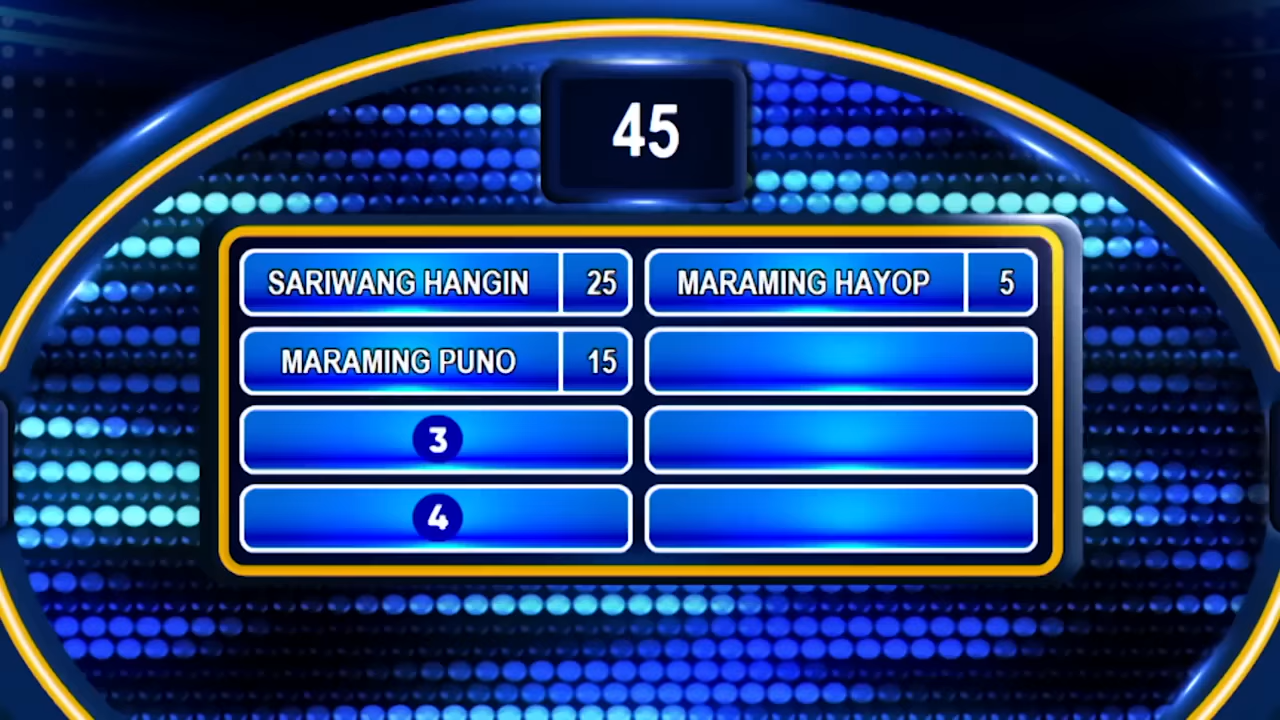 45
SARIWANG HANGIN 25
MARAMING PUNO 15
3
4
MARAMING HAYOP 5